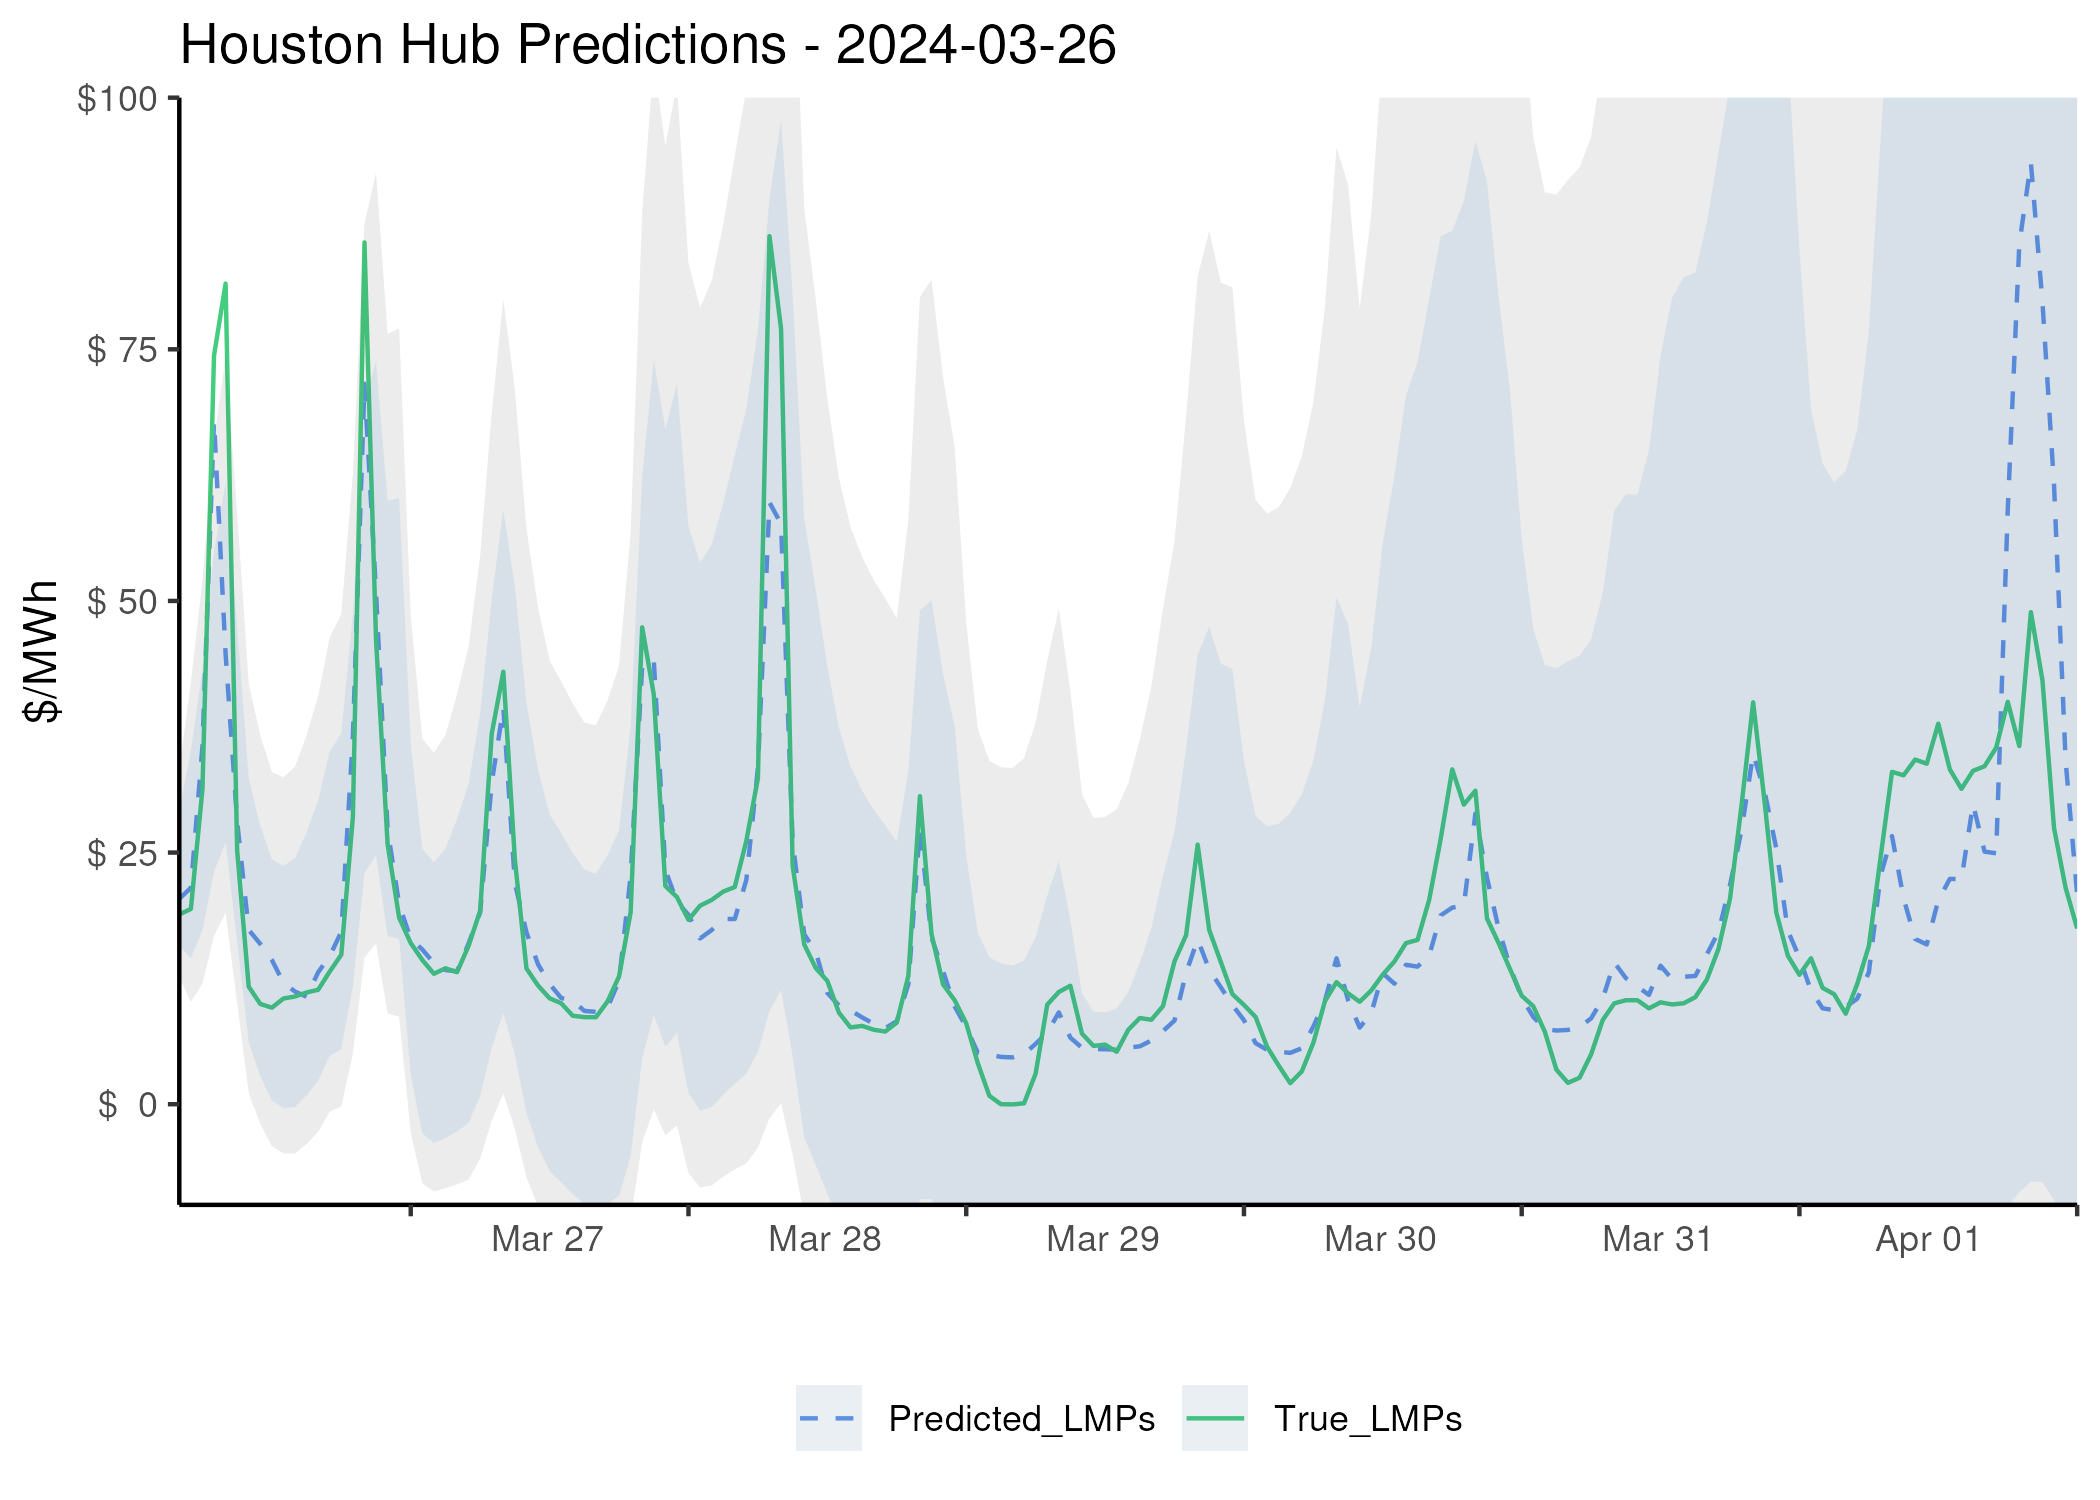 Houston Hub Predictions - 2024-03-26
$100
$ 75
$ 50
$ 25
$ 0
$/MWh
Mar 27 Mar 28 Mar 29 Mar 30 Mar 31 Apr 01
Predicted_LMPs True_LMPs